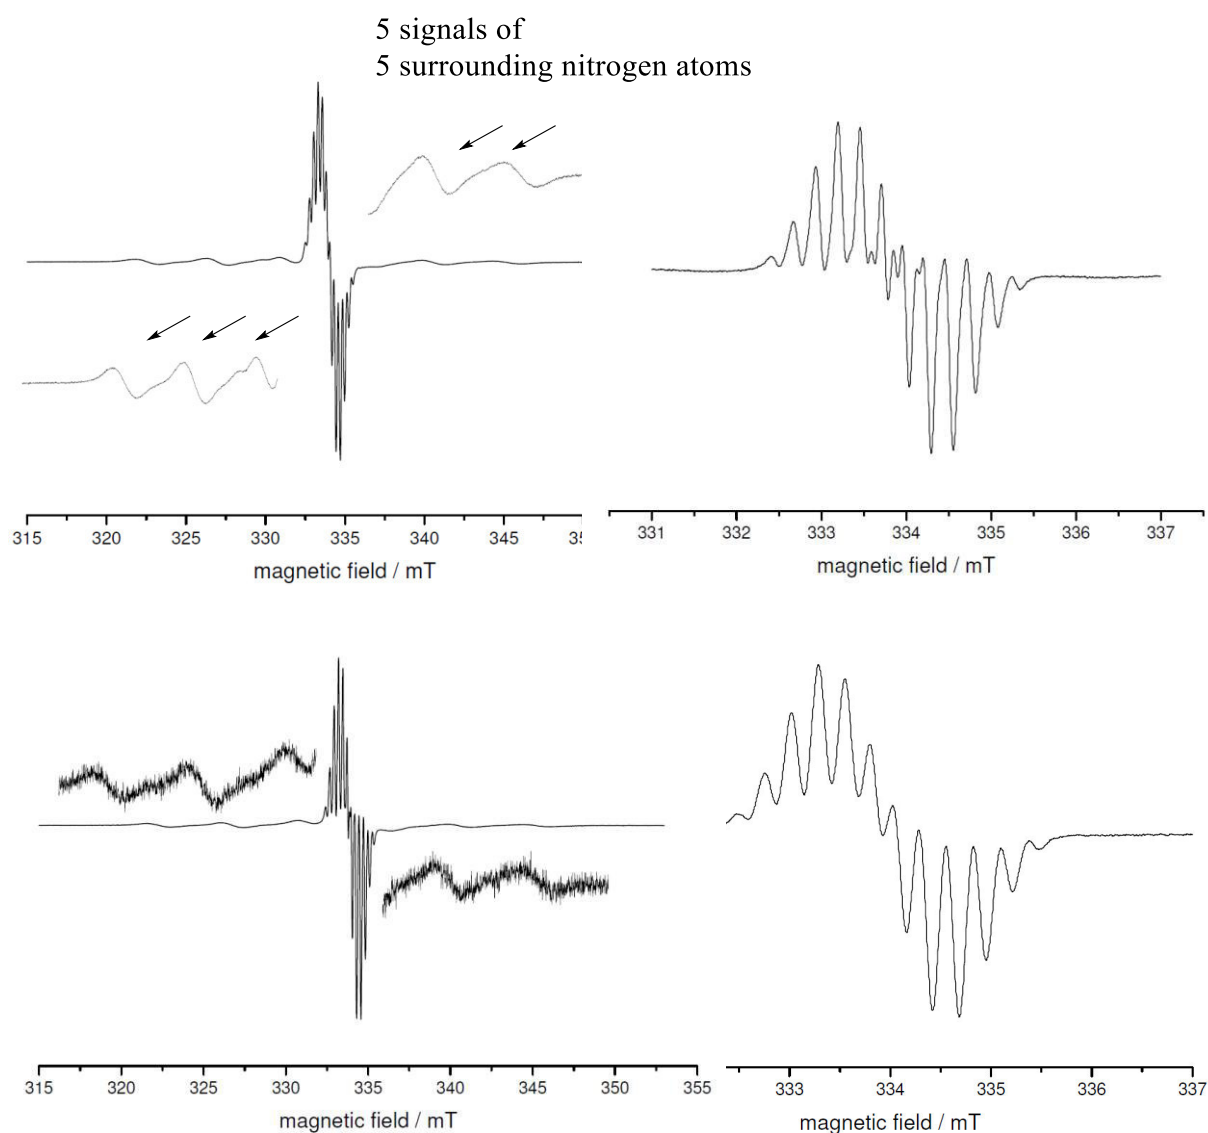 5 signals of
5 surrounding nitrogen atoms
315 320 325 330 335 340 345 35
magnetic field / mT
331 332 333 334 335 336 337
magnetic field / mT
315 320 325 330 335 340 345 350 355
magnetic field / mT
333 334 335 336 337
magnetic field / mT